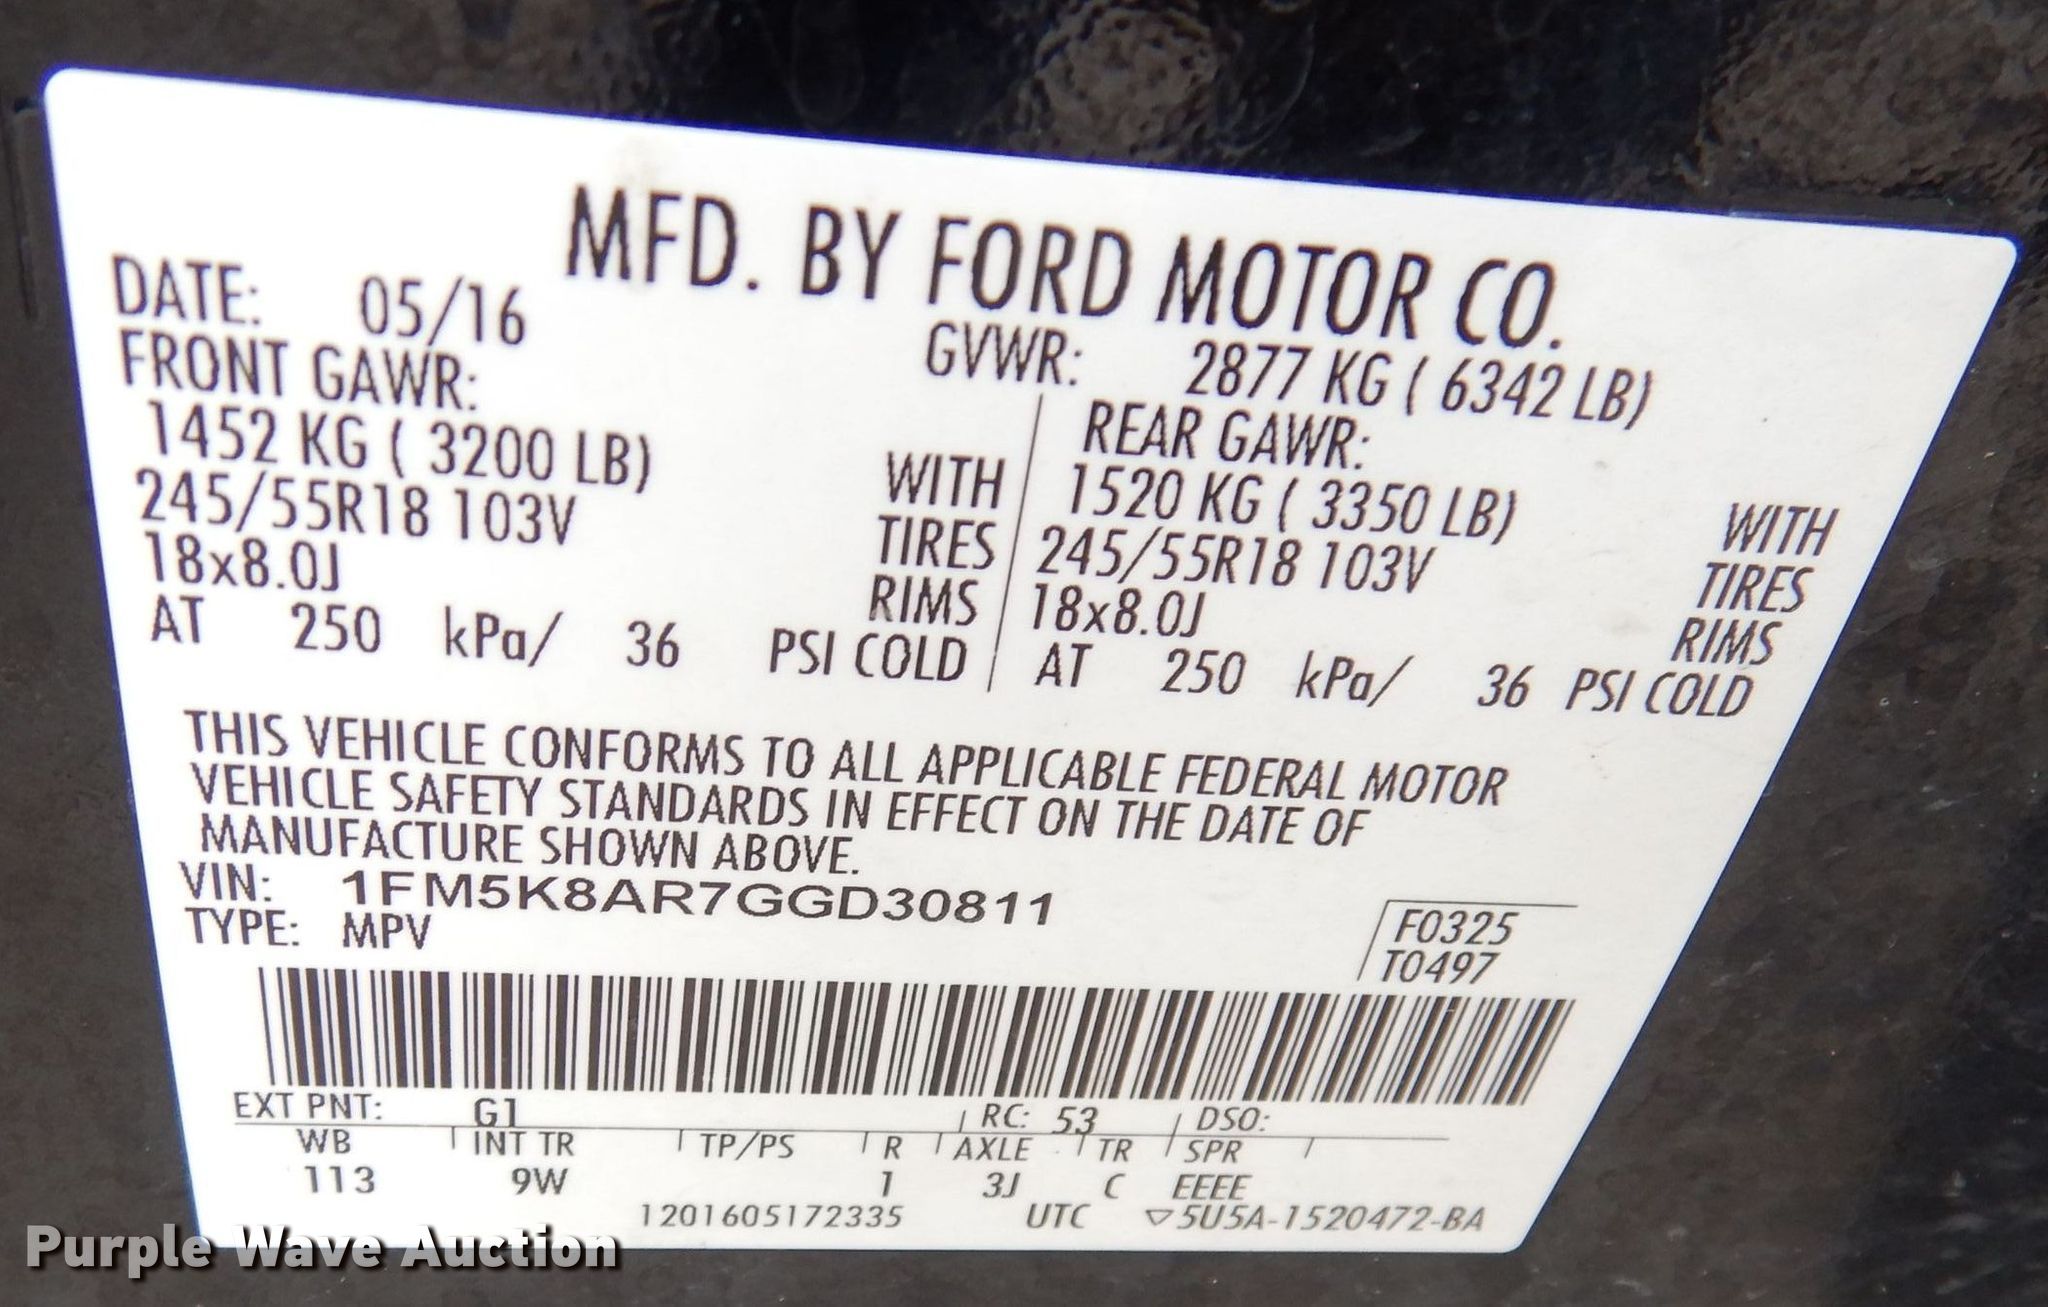 MFD. BY FORD MOTOR CO.
DATE: 05/16 GVWR: 2877 KG ( 6342 LB)
FRONT GAWR: REAR GAWR:
1452 KG ( 3200 LB) WITH 1520 KG ( 3350 LB) WITH
245/55R18 103V TIRES 245/55R18 103V TIRES
18x8.0J RIMS 18x8.0J RIMS
AT 250 kPa/ 36 PSI COLD AT 250 kPa/ 36 PSI COLD
THIS VEHICLE CONFORMS TO ALL APPLICABLE FEDERAL MOTOR
VEHICLE SAFETY STANDARDS IN EFFECT ON THE DATE OF
MANUFACTURE SHOWN ABOVE.
VIN: 1FM5K8AR7GGD30811
TYPE: MPV
F0325
T0497
EXT PNT: G1 RC: 53 DSO:
WB INT TR TP/PS R AXLE TR SPR
113 9W 1 3J C EEEE
1201605172335 UTC ▽5U5A-1520472-BA
Purple Wave Auction